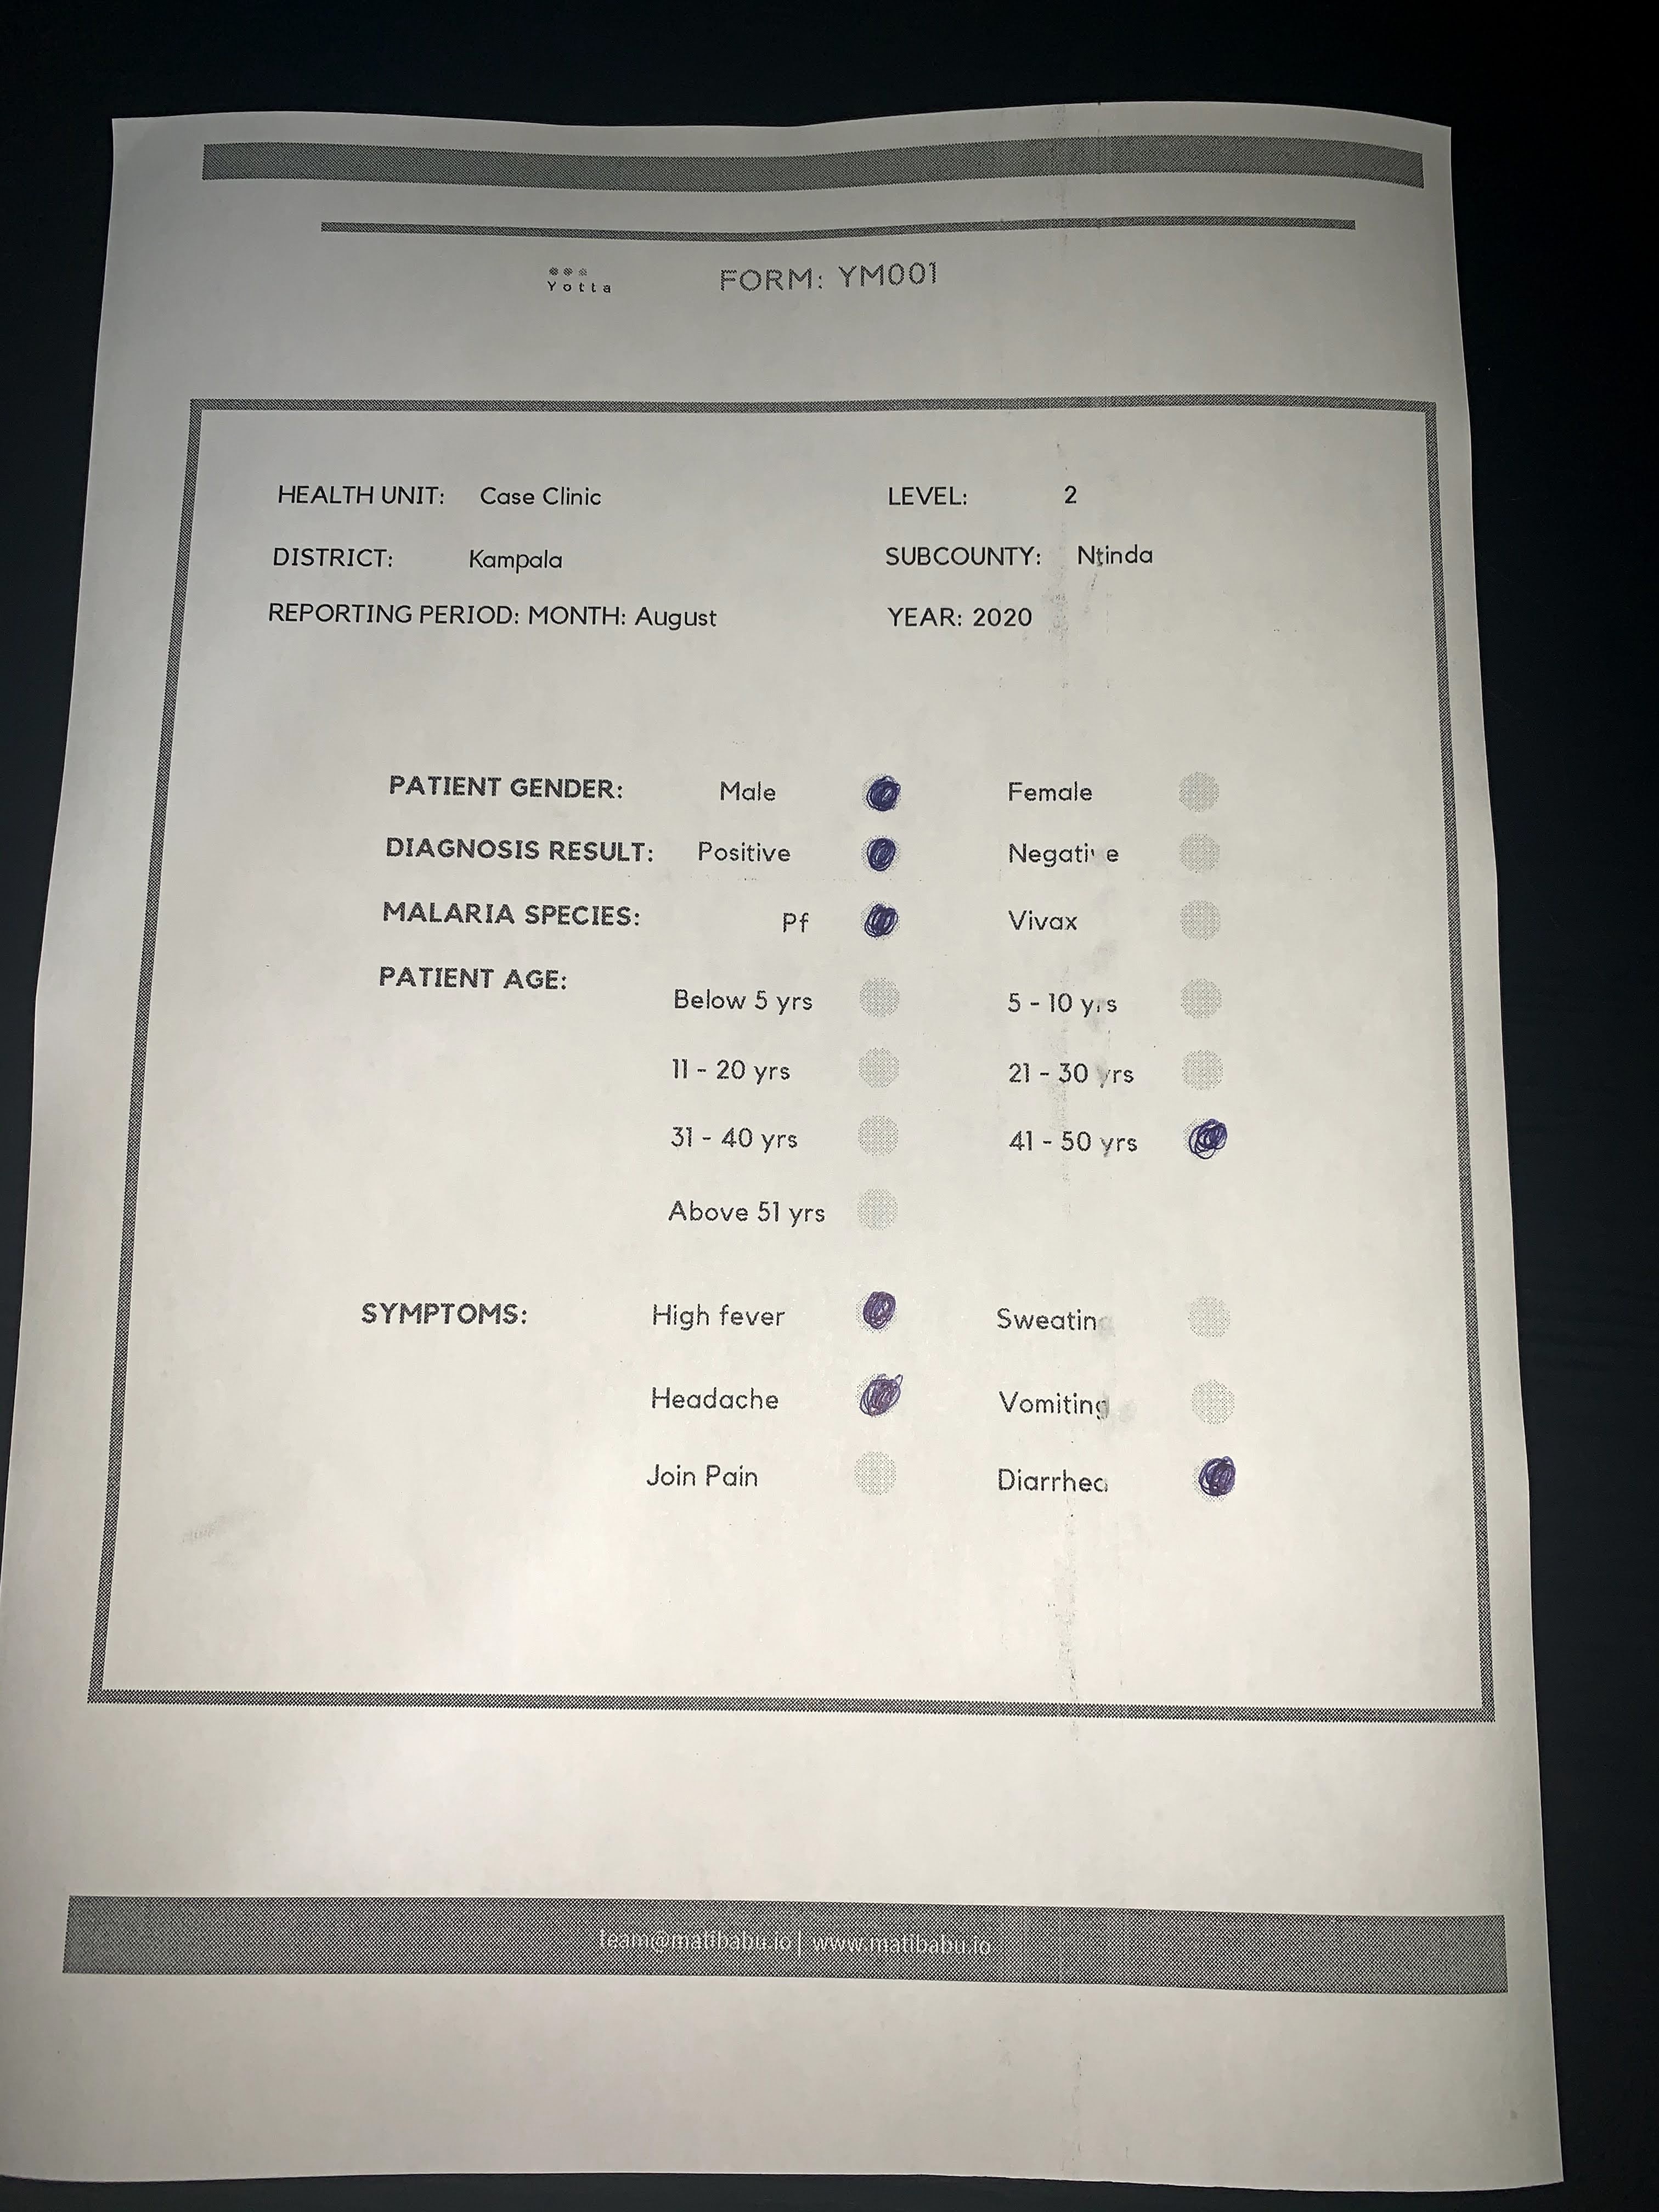 Yotta FORM: YM001
HEALTH UNIT: Case Clinic LEVEL: 2
DISTRICT: Kampala SUBCOUNTY: Ntinda
REPORTING PERIOD: MONTH: August YEAR: 2020
PATIENT GENDER: Male Female
DIAGNOSIS RESULT: Positive Negative
MALARIA SPECIES: Pf Vivax
PATIENT AGE:
Below 5 yrs 5 - 10 yrs
11 - 20 yrs 21 - 30 yrs
31 - 40 yrs 41 - 50 yrs
Above 51 yrs
SYMPTOMS: High fever Sweating
Headache Vomiting
Join Pain Diarrhea
team@matibabu.io | www.matibabu.io